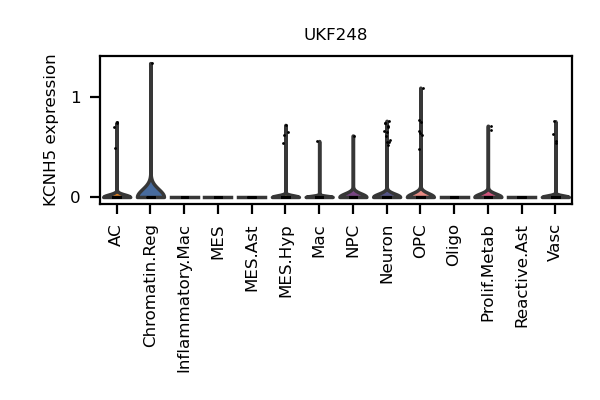 UKF248
KCNH5 expression
1
0
AC
Chromatin.Reg
Inflammatory.Mac
MES
MES.Ast
MES.Hyp
Mac
NPC
Neuron
OPC
Oligo
Prolif.Metab
Reactive.Ast
Vasc